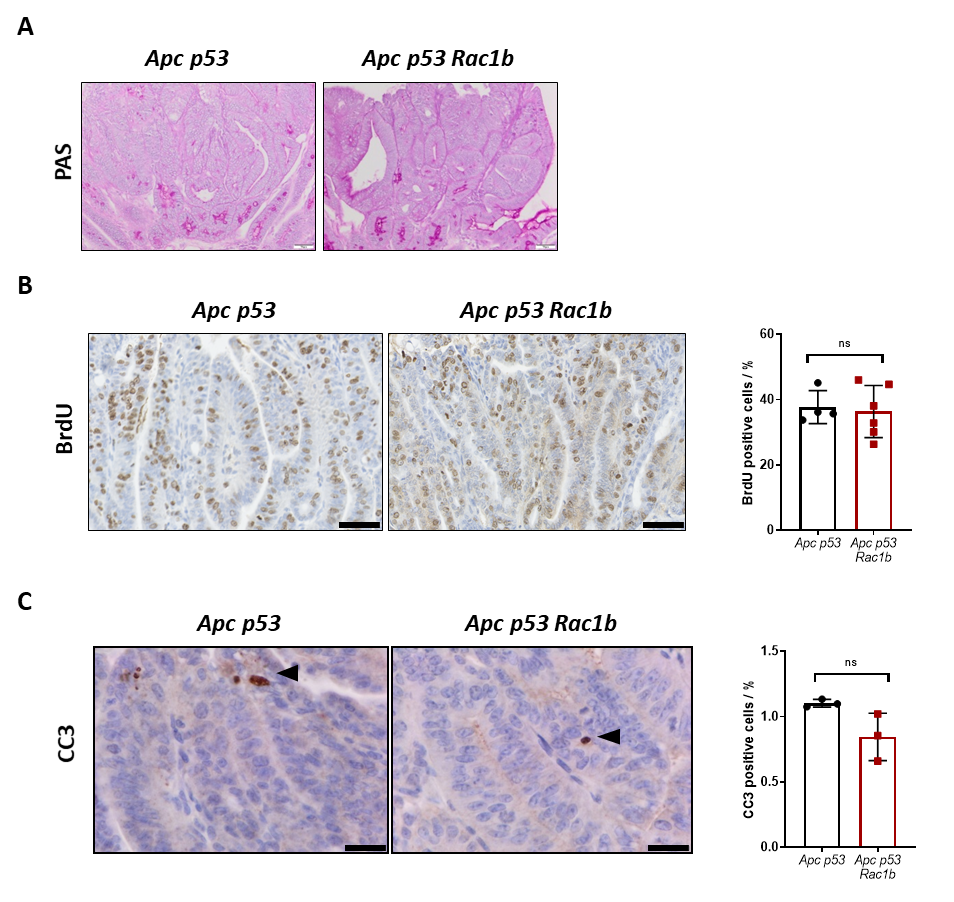 A
Apc p53
Apc p53 Rac1b
PAS
B
Apc p53
Apc p53 Rac1b
BrdU
BrdU positive cells / %
60
40
20
0
ns
Apc p53
Apc p53
Rac1b
C
Apc p53
Apc p53 Rac1b
CC3
CC3 positive cells / %
1.5
1.0
0.5
0.0
ns
Apc p53
Apc p53
Rac1b